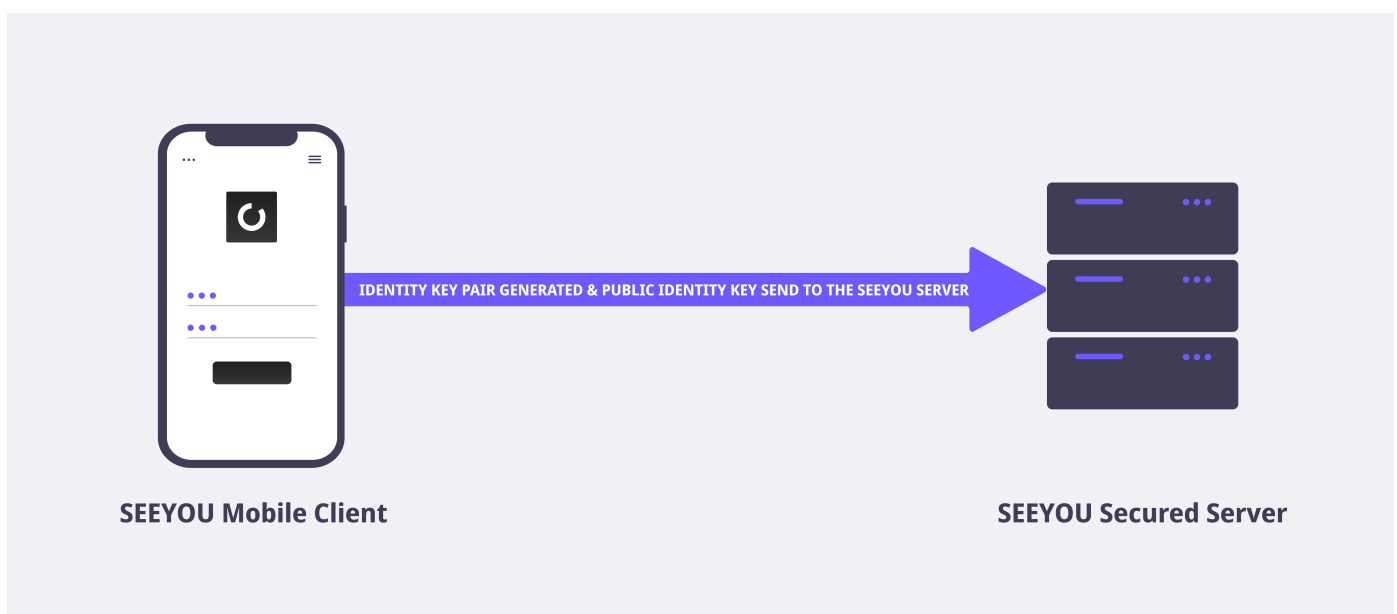 IDENTITY KEY PAIR GENERATED & PUBLIC IDENTITY KEY SEND TO THE SEEYOU SERVER
SEEYOU Mobile Client
SEEYOU Secured Server